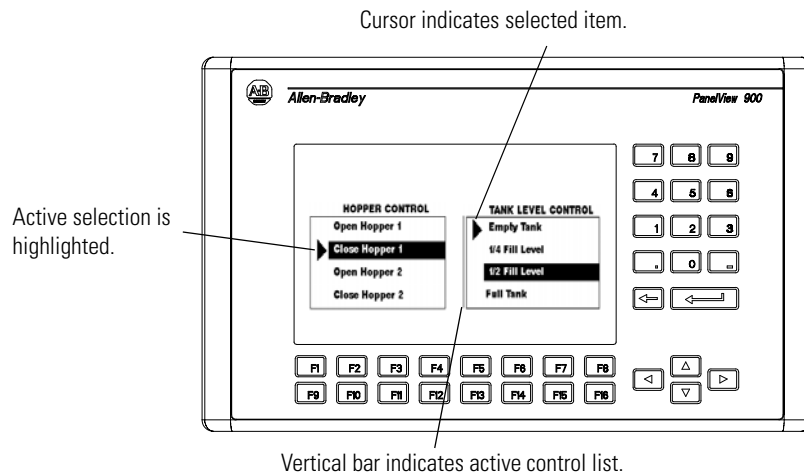 Cursor indicates selected item.
AB
Allen-Bradley
PanelView 900
7 8 9
HOPPER CONTROL
TANK LEVEL CONTROL
4 5 6
Active selection is
highlighted.
Open Hopper 1
Close Hopper 1
Open Hopper 2
Close Hopper 2
Empty Tank
1/4 Fill Level
1/2 Fill Level
Full Tank
1 2 3
. 0 -
F1 F2 F3 F4 F5 F6 F7 F8
F9 F10 F11 F12 F13 F14 F15 F16
Vertical bar indicates active control list.